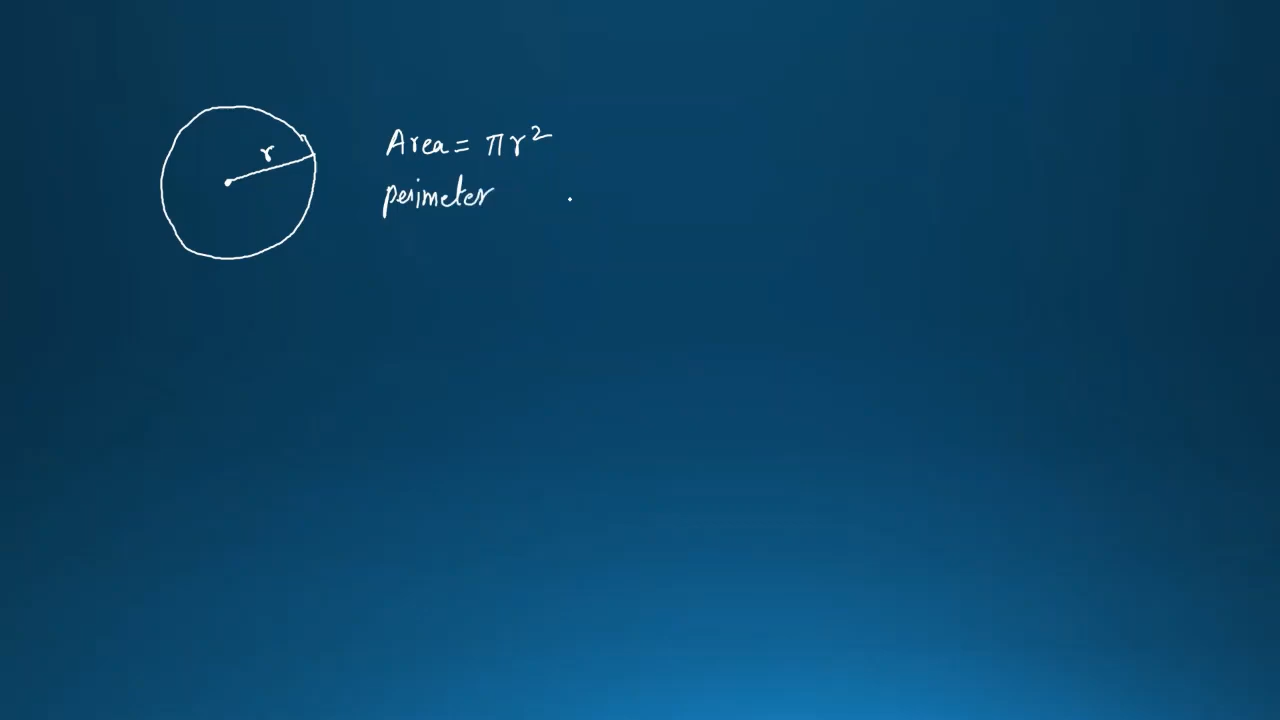 r
Area = πr²
perimeter